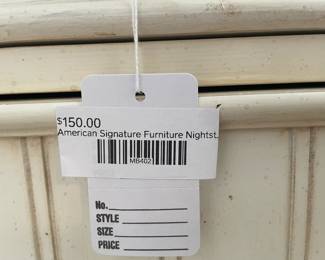 $150.00
American Signature Furniture Nightst.
MB402
No.
STYLE
SIZE
PRICE